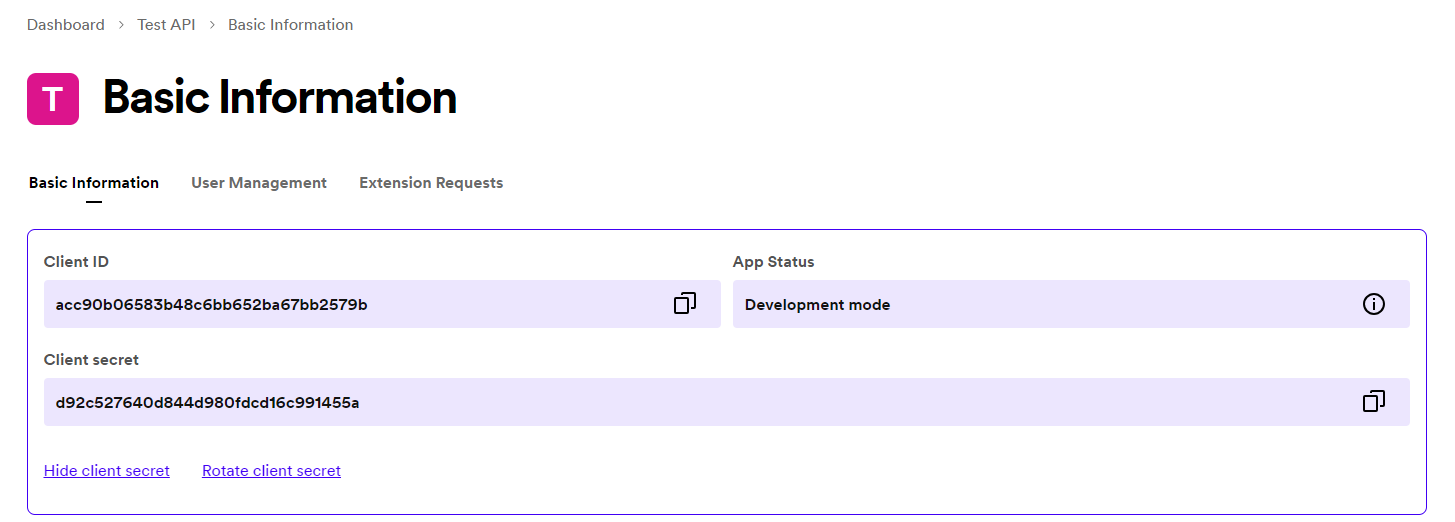 Dashboard > Test API > Basic Information
T Basic Information
Basic Information User Management Extension Requests
Client ID App Status
acc90b06583b48c6bb652ba67bb2579b Development mode
Client secret
d92c527640d844d980fdcd16c991455a
Hide client secret Rotate client secret